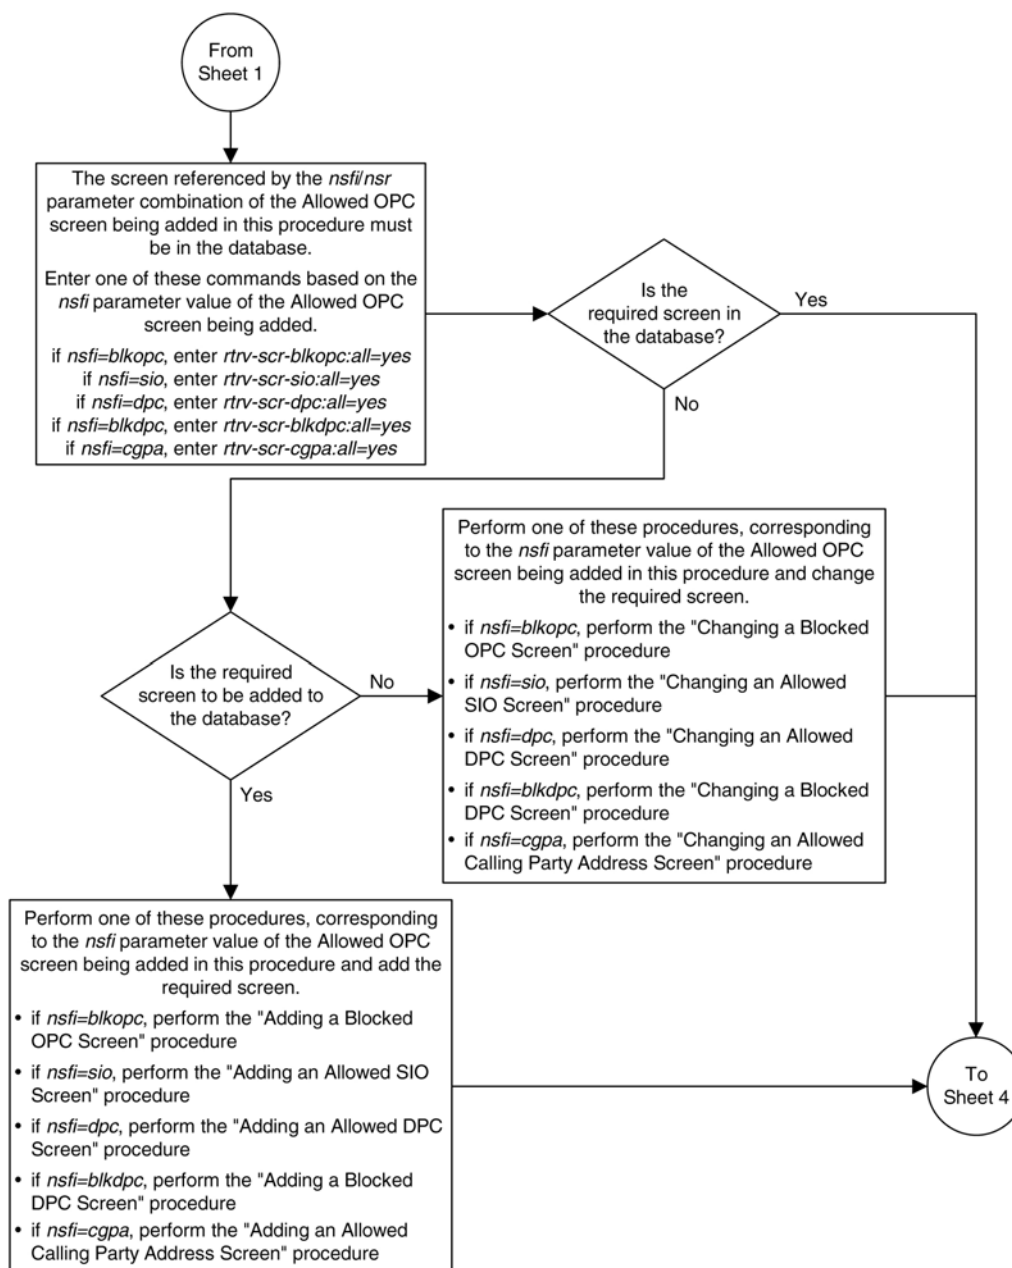 From
Sheet 1
The screen referenced by the nsfi/nsr
parameter combination of the Allowed OPC
screen being added in this procedure must
be in the database.
Enter one of these commands based on the
nsfi parameter value of the Allowed OPC
screen being added.
if nsfi=blkopc, enter rtrv-scr-blkopc:all=yes
if nsfi=sio, enter rtrv-scr-sio:all=yes
if nsfi=dpc, enter rtrv-scr-dpc:all=yes
if nsfi=blkdpc, enter rtrv-scr-blkdpc:all=yes
if nsfi=cgpa, enter rtrv-scr-cgpa:all=yes
Is the
required screen in
the database?
Yes
No
Is the required
screen to be added to
the database?
No
Yes
Perform one of these procedures, corresponding
to the nsfi parameter value of the Allowed OPC
screen being added in this procedure and change
the required screen.
• if nsfi=blkopc, perform the "Changing a Blocked
OPC Screen" procedure
• if nsfi=sio, perform the "Changing an Allowed
SIO Screen" procedure
• if nsfi=dpc, perform the "Changing an Allowed
DPC Screen" procedure
• if nsfi=blkdpc, perform the "Changing a Blocked
DPC Screen" procedure
• if nsfi=cgpa, perform the "Changing an Allowed
Calling Party Address Screen" procedure
Perform one of these procedures, corresponding
to the nsfi parameter value of the Allowed OPC
screen being added in this procedure and add the
required screen.
• if nsfi=blkopc, perform the "Adding a Blocked
OPC Screen" procedure
• if nsfi=sio, perform the "Adding an Allowed SIO
Screen" procedure
• if nsfi=dpc, perform the "Adding an Allowed DPC
Screen" procedure
• if nsfi=blkdpc, perform the "Adding a Blocked
DPC Screen" procedure
• if nsfi=cgpa, perform the "Adding an Allowed
Calling Party Address Screen" procedure
To
Sheet 4